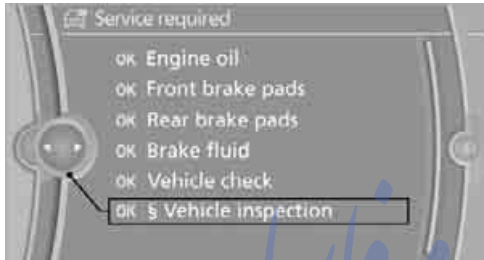 Service required
OK Engine oil
OK Front brake pads
OK Rear brake pads
OK Brake fluid
OK Vehicle check
OK § Vehicle inspection